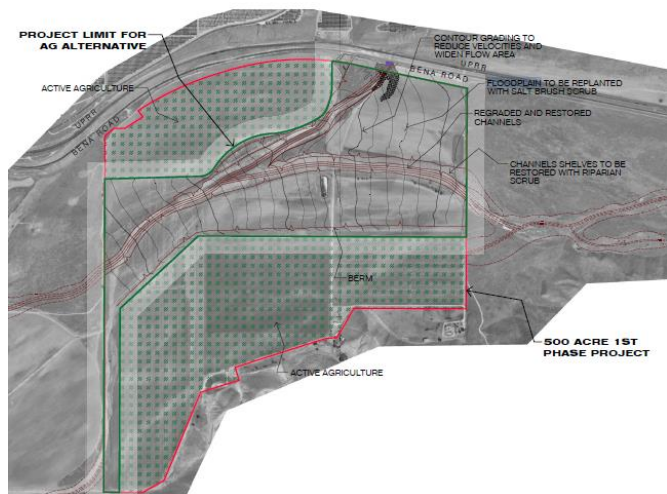 PROJECT LIMIT FOR
AG ALTERNATIVE
ACTIVE AGRICULTURE
UPRR
BENA ROAD
CONTOUR GRADING TO
REDUCE VELOCITIES AND
WIDEN FLOW AREA
UPRR
BENA ROAD
FLOODPLAIN TO BE REPLANTED
WITH SALT BRUSH SCRUB
REGRADED AND RESTORED
CHANNELS
CHANNELS SHELVES TO BE
RESTORED WITH RIPARIAN
SCRUB
BERM
500 ACRE 1ST
PHASE PROJECT
ACTIVE AGRICULTURE